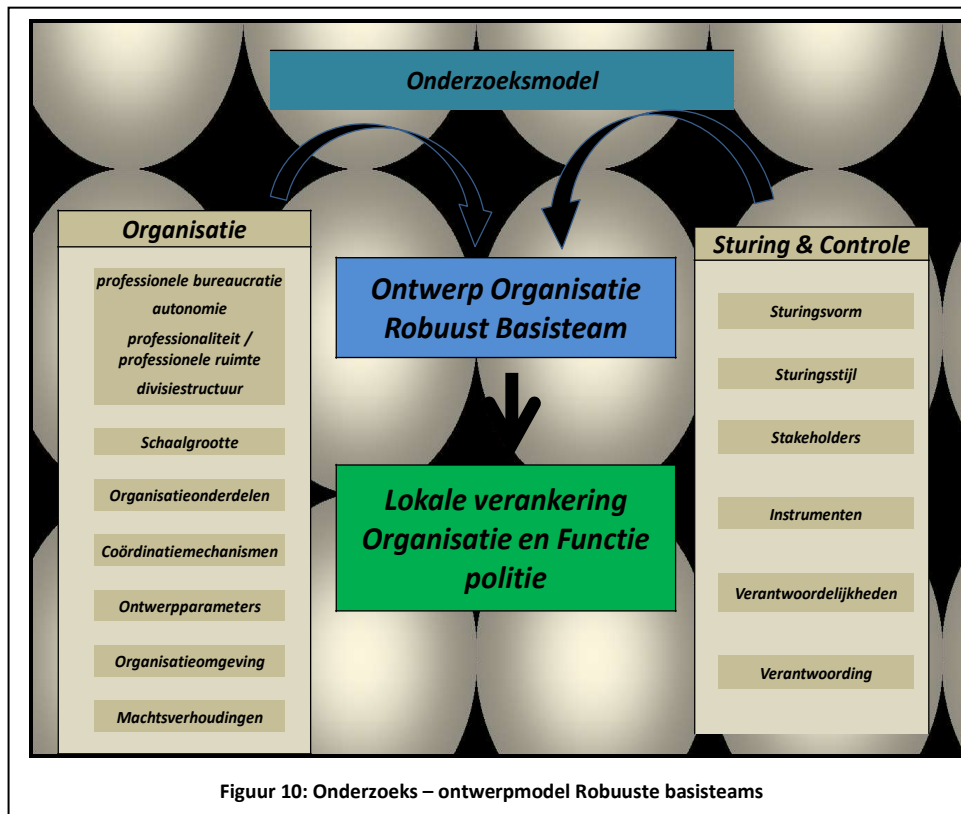 Onderzoeksmodel
Organisatie
professionele bureaucratie
autonomie
professionaliteit /
professionele ruimte
divisiestructuur
Schaalgrootte
Organisatieonderdelen
Coördinatiemechanismen
Ontwerpparameters
Organisatieomgeving
Machtsverhoudingen
Ontwerp Organisatie
Robuust Basisteam
Lokale verankering
Organisatie en Functie
politie
Sturing & Controle
Sturingsvorm
Sturingsstijl
Stakeholders
Instrumenten
Verantwoordelijkheden
Verantwoording
Figuur 10: Onderzoeks – ontwerpmodel Robuuste basisteams